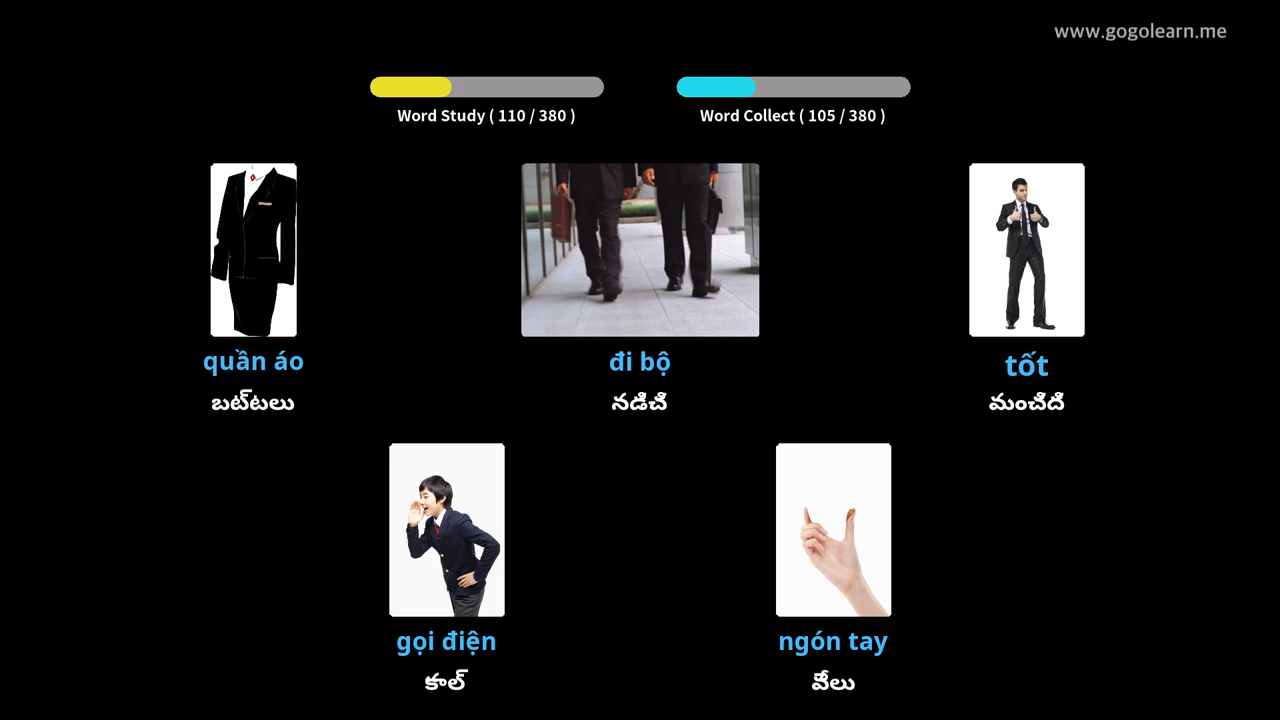 www.gogolearn.me
Word Study ( 110 / 380 )
Word Collect ( 105 / 380 )
quần áo
đi bộ
tốt
బట్టలు
నడిచి
మంచిది
gọi điện
ngón tay
కాల్
వేలు